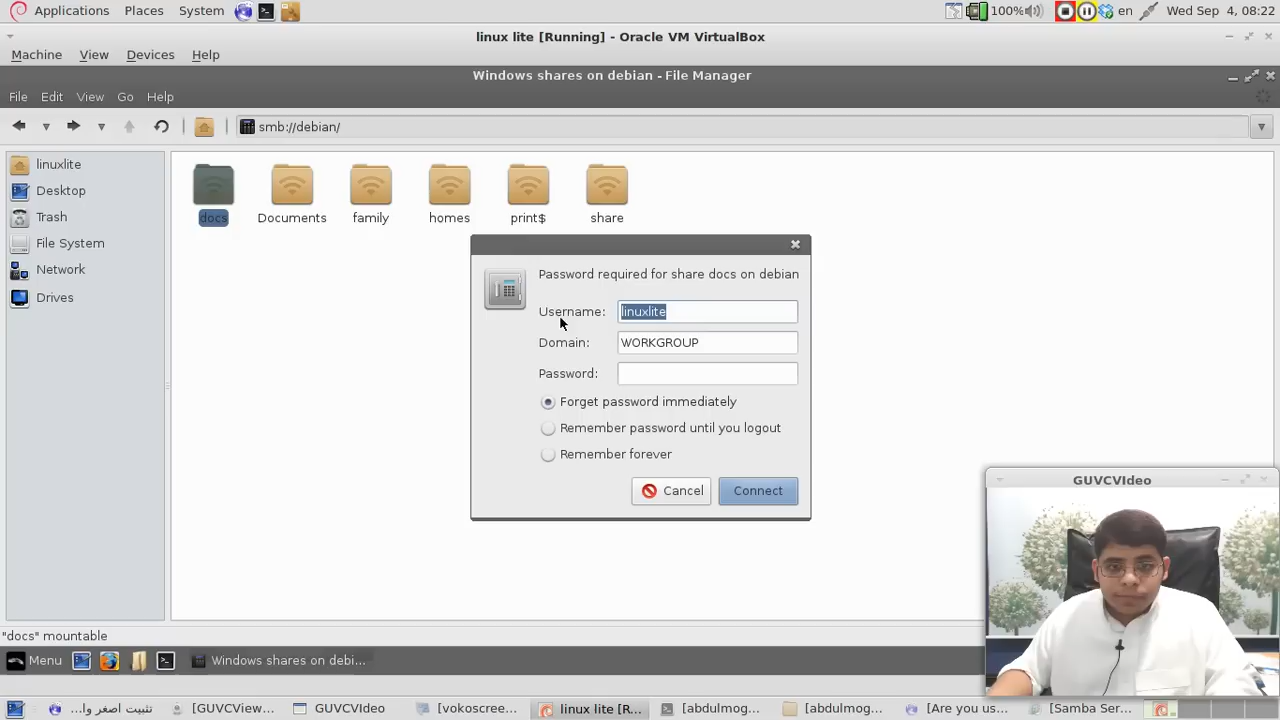 Applications Places System 100% en Wed Sep 4, 08:22
linux lite [Running] - Oracle VM VirtualBox
Machine View Devices Help
Windows shares on debian - File Manager
File Edit View Go Help
smb://debian/
linuxlite
Desktop
Trash
File System
Network
Drives
docs Documents family homes print$ share
Password required for share docs on debian
Username: linuxlite
Domain: WORKGROUP
Password:
Forget password immediately
Remember password until you logout
Remember forever
Cancel Connect
GUVCVIdeo
"docs" mountable
Menu Windows shares on debi...
تثبيت اصغر وا... [GUVCView... GUVCVIdeo [vokoscree... linux lite [R... [abdulmog... [abdulmog... [Are you us... [Samba Ser...